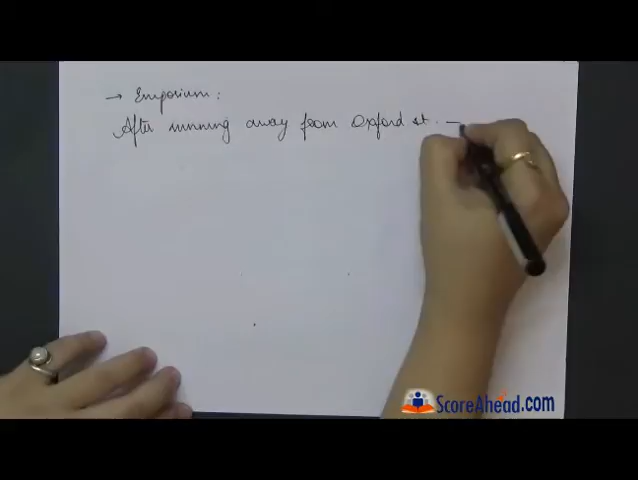 → Emporium:
After running away from Oxford st. —
ScoreAhead.com